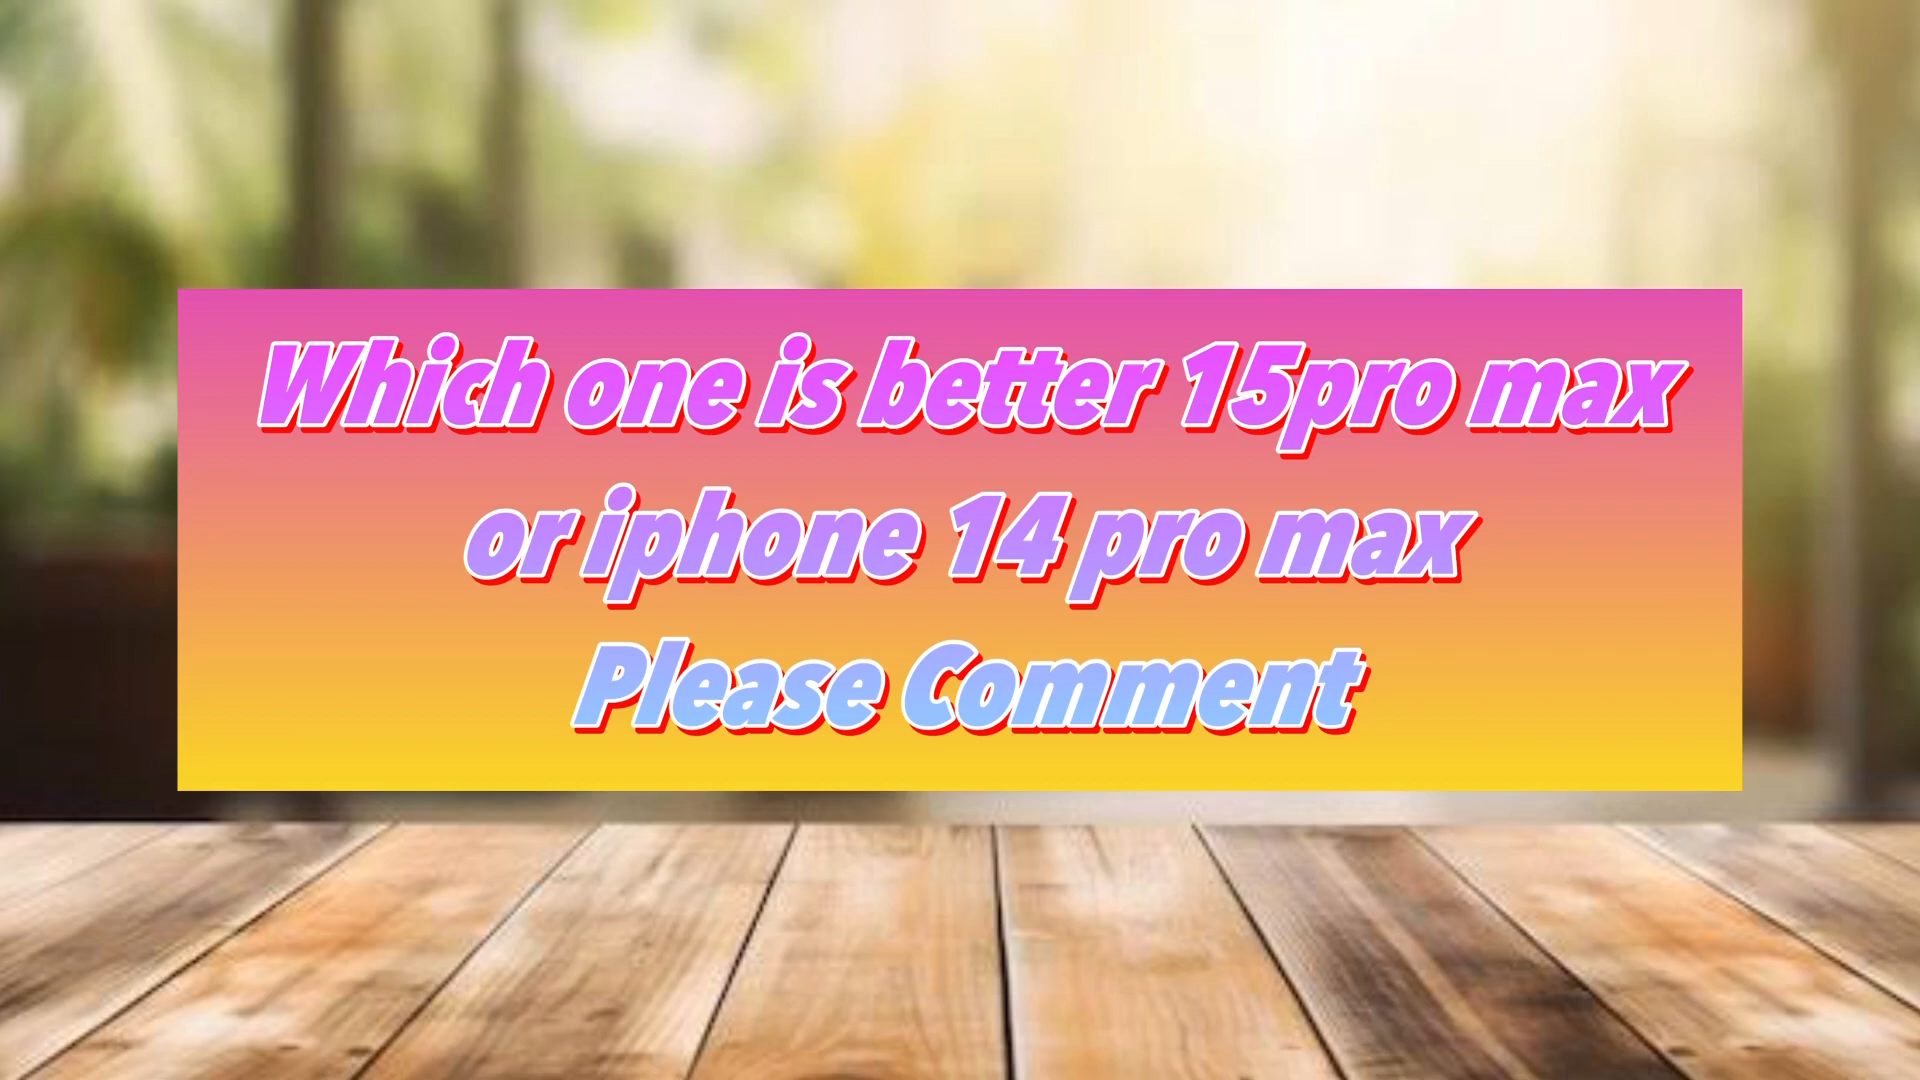 Which one is better 15pro max
or iphone 14 pro max
Please Comment